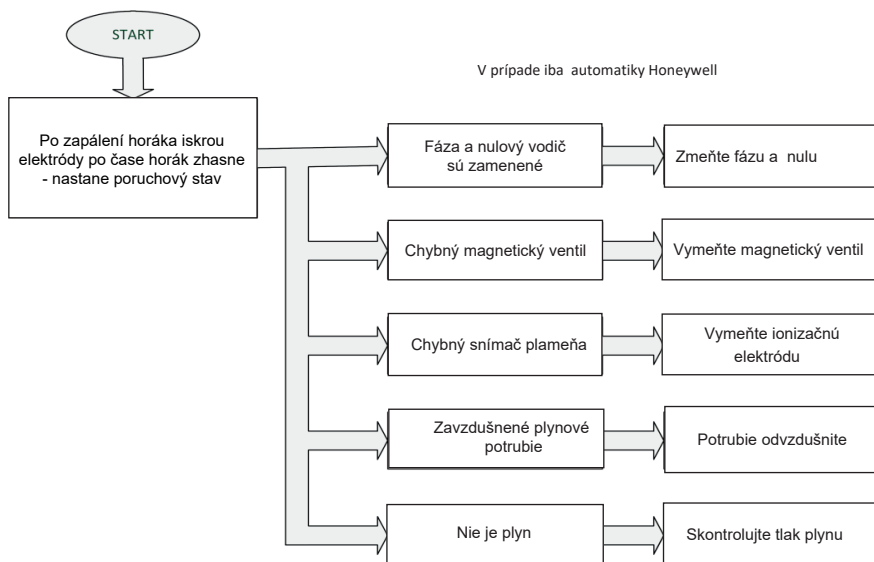 START
V prípade iba automatiky Honeywell
Po zapálení horáka iskrou
elektródy po čase horák zhasne
- nastane poruchový stav
Fáza a nulový vodič
sú zamenené
Zmeňte fázu a nulu
Chybný magnetický ventil
Vymeňte magnetický ventil
Chybný snímač plameňa
Vymeňte ionizačnú
elektródu
Zavzdušnené plynové
potrubie
Potrubie odvzdušnite
Nie je plyn
Skontrolujte tlak plynu